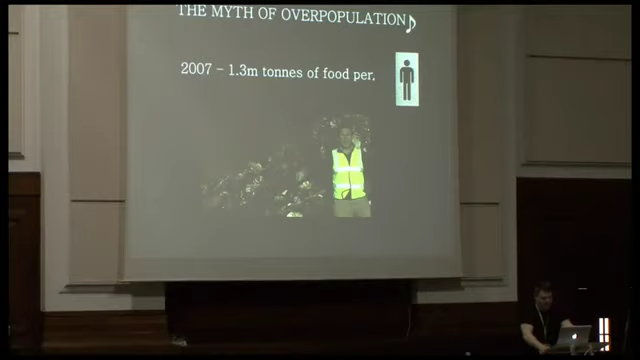 THE MYTH OF OVERPOPULATION♪
2007 – 1.3m tonnes of food per.